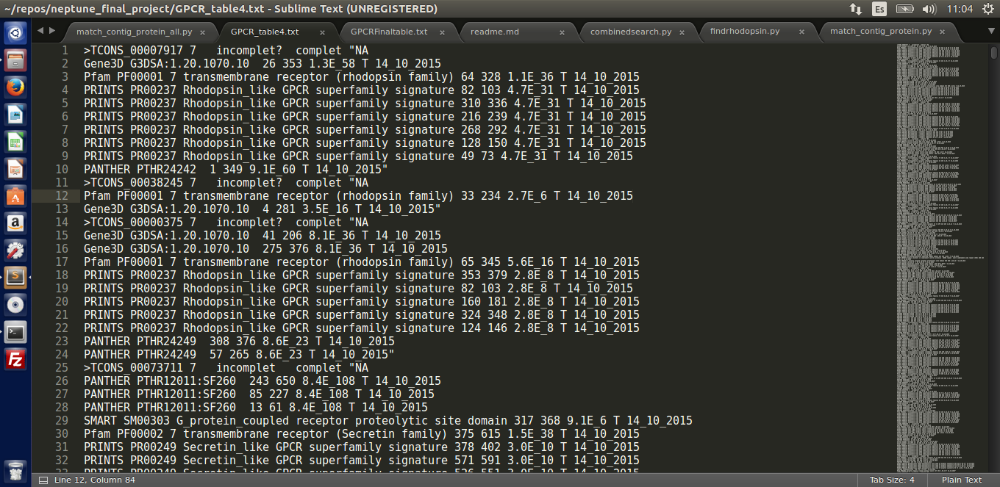 ~/repos/neptune_final_project/GPCR_table4.txt - Sublime Text (UNREGISTERED)
Es
11:04
match_contig_protein_all.py × GPCR_table4.txt × GPCRFinaltable.txt × readme.md × combinedsearch.py × findrhodopsin.py × match_contig_protein.py ×
1 >TCONS_00007917 7 incomplet? complet "NA
2 Gene3D G3DSA:1.20.1070.10 26 353 1.3E_58 T 14_10_2015
3 Pfam PF00001 7 transmembrane receptor (rhodopsin family) 64 328 1.1E_36 T 14_10_2015
4 PRINTS PR00237 Rhodopsin_like GPCR superfamily signature 82 103 4.7E_31 T 14_10_2015
5 PRINTS PR00237 Rhodopsin_like GPCR superfamily signature 310 336 4.7E_31 T 14_10_2015
6 PRINTS PR00237 Rhodopsin_like GPCR superfamily signature 216 239 4.7E_31 T 14_10_2015
7 PRINTS PR00237 Rhodopsin_like GPCR superfamily signature 268 292 4.7E_31 T 14_10_2015
8 PRINTS PR00237 Rhodopsin_like GPCR superfamily signature 128 150 4.7E_31 T 14_10_2015
9 PRINTS PR00237 Rhodopsin_like GPCR superfamily signature 49 73 4.7E_31 T 14_10_2015
10 PANTHER PTHR24242 1 349 9.1E_60 T 14_10_2015"
11 >TCONS_00038245 7 incomplet? complet "NA
12 Pfam PF00001 7 transmembrane receptor (rhodopsin family) 33 234 2.7E_6 T 14_10_2015
13 Gene3D G3DSA:1.20.1070.10 4 281 3.5E_16 T 14_10_2015"
14 >TCONS_00000375 7 incomplet? complet "NA
15 Gene3D G3DSA:1.20.1070.10 41 206 8.1E_36 T 14_10_2015
16 Gene3D G3DSA:1.20.1070.10 275 376 8.1E_36 T 14_10_2015
17 Pfam PF00001 7 transmembrane receptor (rhodopsin family) 65 345 5.6E_16 T 14_10_2015
18 PRINTS PR00237 Rhodopsin_like GPCR superfamily signature 353 379 2.8E_8 T 14_10_2015
19 PRINTS PR00237 Rhodopsin_like GPCR superfamily signature 82 103 2.8E_8 T 14_10_2015
20 PRINTS PR00237 Rhodopsin_like GPCR superfamily signature 160 181 2.8E_8 T 14_10_2015
21 PRINTS PR00237 Rhodopsin_like GPCR superfamily signature 324 348 2.8E_8 T 14_10_2015
22 PRINTS PR00237 Rhodopsin_like GPCR superfamily signature 124 146 2.8E_8 T 14_10_2015
23 PANTHER PTHR24249 308 376 8.6E_23 T 14_10_2015
24 PANTHER PTHR24249 57 265 8.6E_23 T 14_10_2015"
25 >TCONS_00073711 7 incomplet complet "NA
26 PANTHER PTHR12011:SF260 243 650 8.4E_108 T 14_10_2015
27 PANTHER PTHR12011:SF260 85 227 8.4E_108 T 14_10_2015
28 PANTHER PTHR12011:SF260 13 61 8.4E_108 T 14_10_2015
29 SMART SM00303 G_protein_coupled receptor proteolytic site domain 317 368 9.1E_6 T 14_10_2015
30 Pfam PF00002 7 transmembrane receptor (Secretin family) 375 615 1.5E_38 T 14_10_2015
31 PRINTS PR00249 Secretin_like GPCR superfamily signature 378 402 3.0E_10 T 14_10_2015
32 PRINTS PR00249 Secretin_like GPCR superfamily signature 571 591 3.0E_10 T 14_10_2015
33 PRINTS PR00249 Secretin_like GPCR superfamily signature 526 551 3.0E_10 T 14_10_2015
Line 12, Column 84
Tab Size: 4
Plain Text